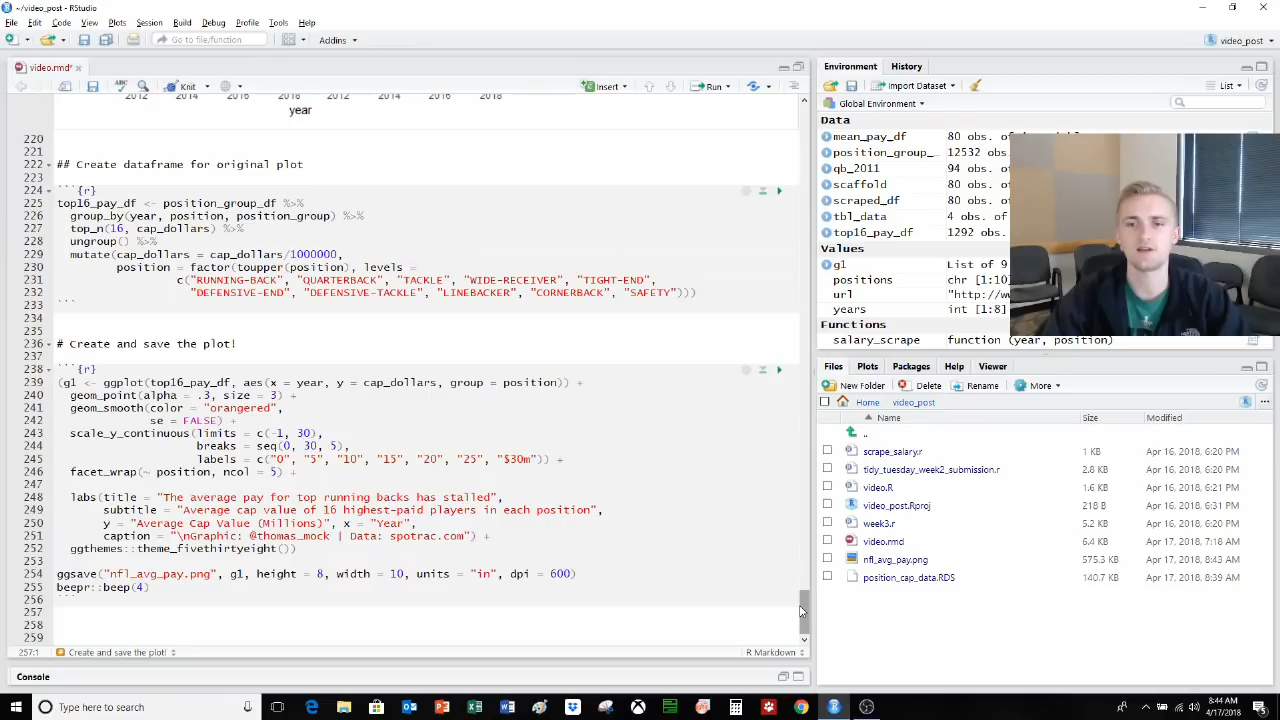 ~/video_post - RStudio
File Edit Code View Plots Session Build Debug Profile Tools Help
Go to file/function
Addins
video_post
video.rmd*
Knit
Insert
Run
2012 2014 2016 2018 2012 2014 2016 2018
year
220
221
222 ## Create dataframe for original plot
223
224 ```{r}
225 top16_pay_df <- position_group_df %>%
226 group_by(year, position, position_group) %>%
227 top_n(16, cap_dollars) %>%
228 ungroup() %>%
229 mutate(cap_dollars = cap_dollars/1000000,
230 position = factor(toupper(position), levels =
231 c("RUNNING-BACK", "QUARTERBACK", "TACKLE", "WIDE-RECEIVER", "TIGHT-END",
232 "DEFENSIVE-END", "DEFENSIVE-TACKLE", "LINEBACKER", "CORNERBACK", "SAFETY")))
233 ```
234
235
236 # Create and save the plot!
237
238 ```{r}
239 (g1 <- ggplot(top16_pay_df, aes(x = year, y = cap_dollars, group = position)) +
240 geom_point(alpha = .3, size = 3) +
241 geom_smooth(color = "orangered",
242 se = FALSE) +
243 scale_y_continuous(limits = c(-1, 30),
244 breaks = seq(0, 30, 5),
245 labels = c("0", "5", "10", "15", "20", "25", "$30m")) +
246 facet_wrap(~ position, ncol = 5) +
247
248 labs(title = "The average pay for top running backs has stalled",
249 subtitle = "Average cap value of 16 highest-paid players in each position",
250 y = "Average Cap Value (Millions)", x = "Year",
251 caption = "\nGraphic: @thomas_mock | Data: spotrac.com") +
252 ggthemes::theme_fivethirtyeight())
253
254 ggsave("nfl_avg_pay.png", g1, height = 8, width = 10, units = "in", dpi = 600)
255 beepr::beep(4)
256 ```
257
258
259
257:1 Create and save the plot! R Markdown
Console
Environment History
Import Dataset
List
Global Environment
Data
mean_pay_df 80 obs. of
position_group_… 12532 obs
qb_2011 94 obs. of
scaffold 80 obs. of
scraped_df 80 obs. of
tbl_data 4 obs. of
top16_pay_df 1292 obs.
Values
g1 List of 9
positions chr [1:10]
url "http://ww
years int [1:8]
Functions
salary_scrape function (year, position)
Files Plots Packages Help Viewer
New Folder Delete Rename More
Home video_post
Name Size Modified
..
scrape_salary.r 1 KB Apr 16, 2018, 6:20 PM
tidy_tuesday_week2_submission.r 2.8 KB Apr 16, 2018, 6:20 PM
video.R 1.6 KB Apr 16, 2018, 6:21 PM
video_post.Rproj 218 B Apr 16, 2018, 6:21 PM
week3.r 5.2 KB Apr 16, 2018, 6:20 PM
video.rmd 6.4 KB Apr 17, 2018, 7:18 AM
nfl_avg_pay.png 575.3 KB Apr 17, 2018, 8:43 AM
position_cap_data.RDS 140.7 KB Apr 17, 2018, 8:39 AM
Type here to search
8:44 AM
4/17/2018